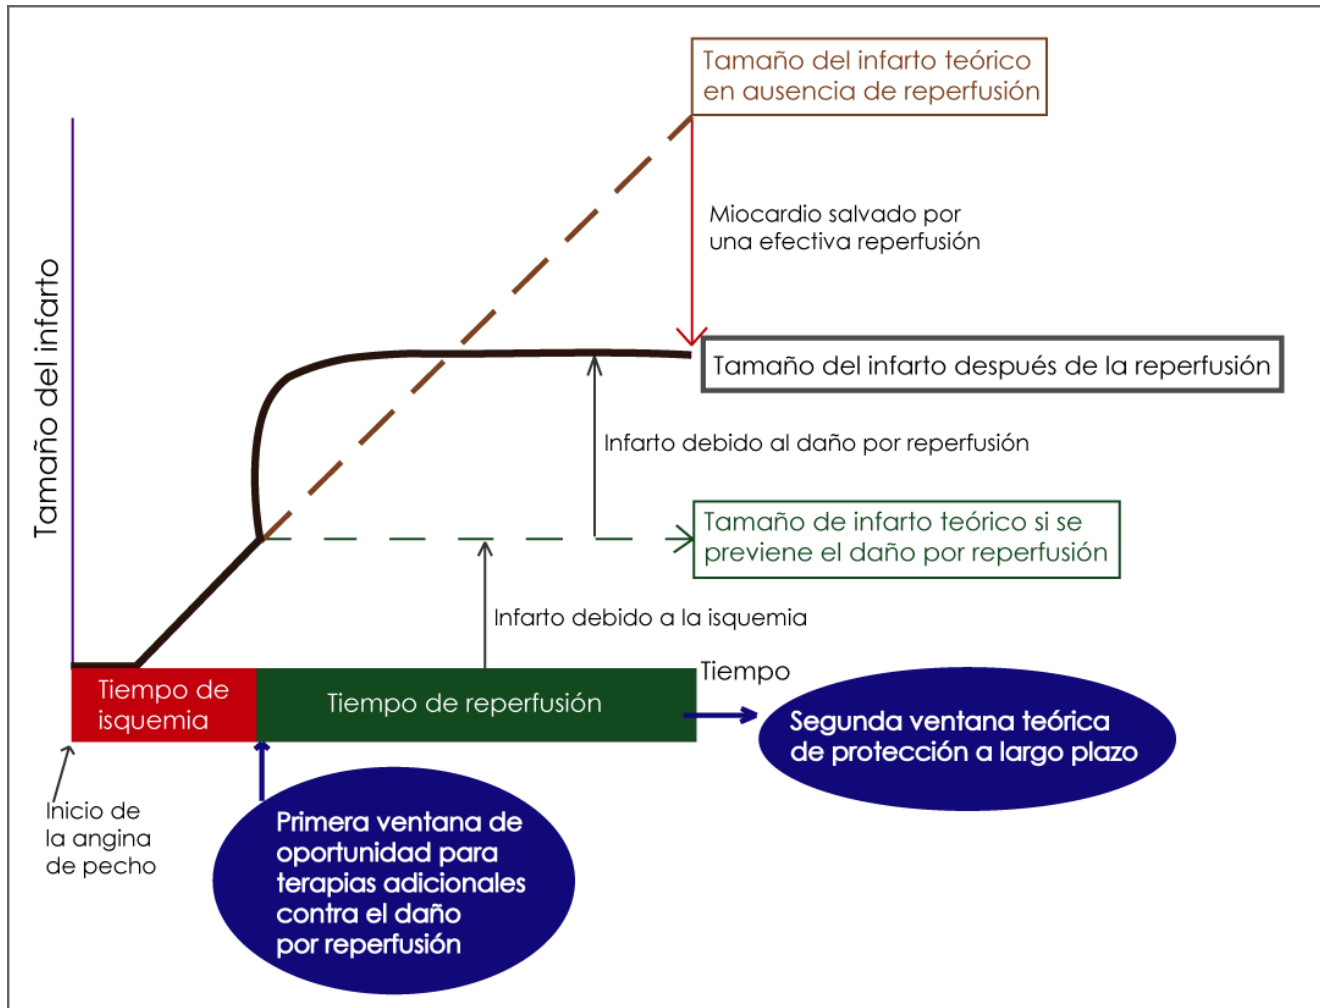 Tamaño del infarto teórico
en ausencia de reperfusión
Miocardio salvado por
una efectiva reperfusión
Tamaño del infarto
Tamaño del infarto después de la reperfusión
Infarto debido al daño por reperfusión
Tamaño de infarto teórico si se
previene el daño por reperfusión
Infarto debido a la isquemia
Tiempo
Tiempo de
isquemia
Tiempo de reperfusión
Segunda ventana teórica
de protección a largo plazo
Inicio de
la angina
de pecho
Primera ventana de
oportunidad para
terapias adicionales
contra el daño
por reperfusión